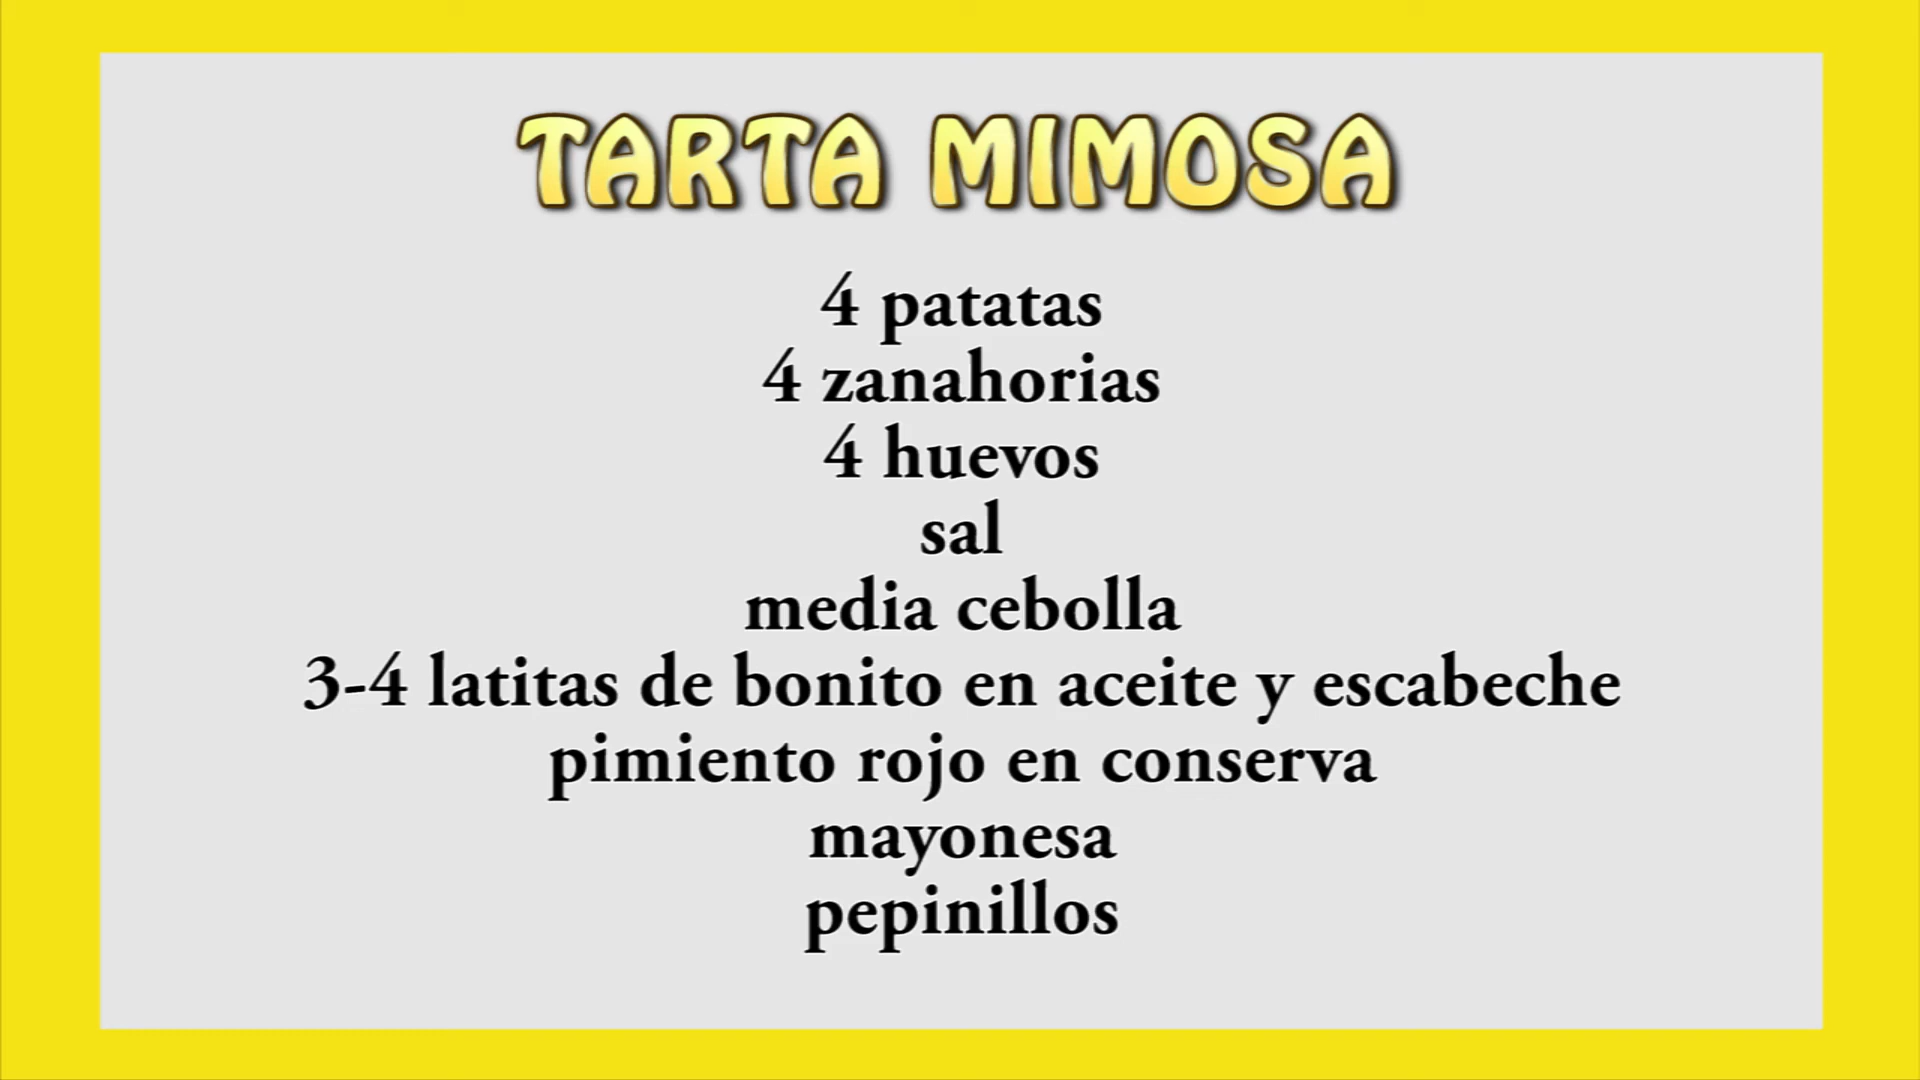 TARTA MIMOSA
4 patatas
4 zanahorias
4 huevos
sal
media cebolla
3-4 latitas de bonito en aceite y escabeche
pimiento rojo en conserva
mayonesa
pepinillos